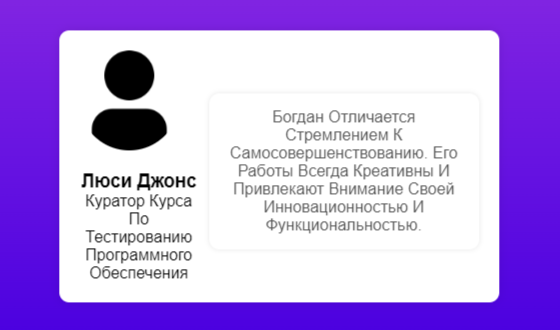 Люси Джонс
Куратор Курса
По
Тестированию
Программного
Обеспечения
Богдан Отличается
Стремлением К
Самосовершенствованию. Его
Работы Всегда Креативны И
Привлекают Внимание Своей
Инновационностью И
Функциональностью.